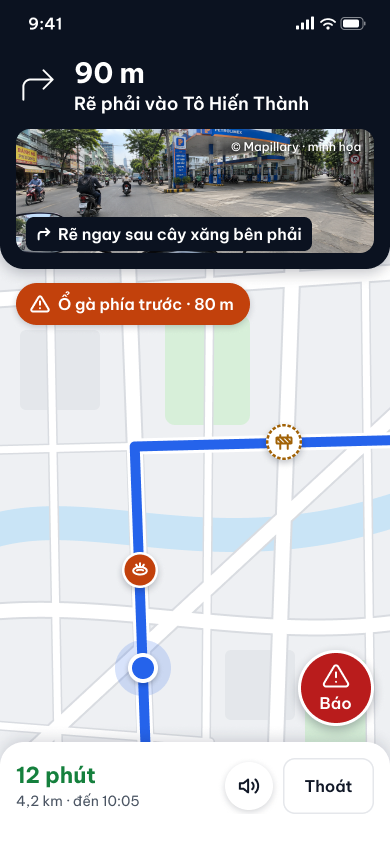 9:41
90 m
Rẽ phải vào Tô Hiến Thành
PETROLIMEX
© Mapillary · minh họa
Rẽ ngay sau cây xăng bên phải
Ổ gà phía trước · 80 m
Báo
12 phút
4,2 km · đến 10:05
Thoát